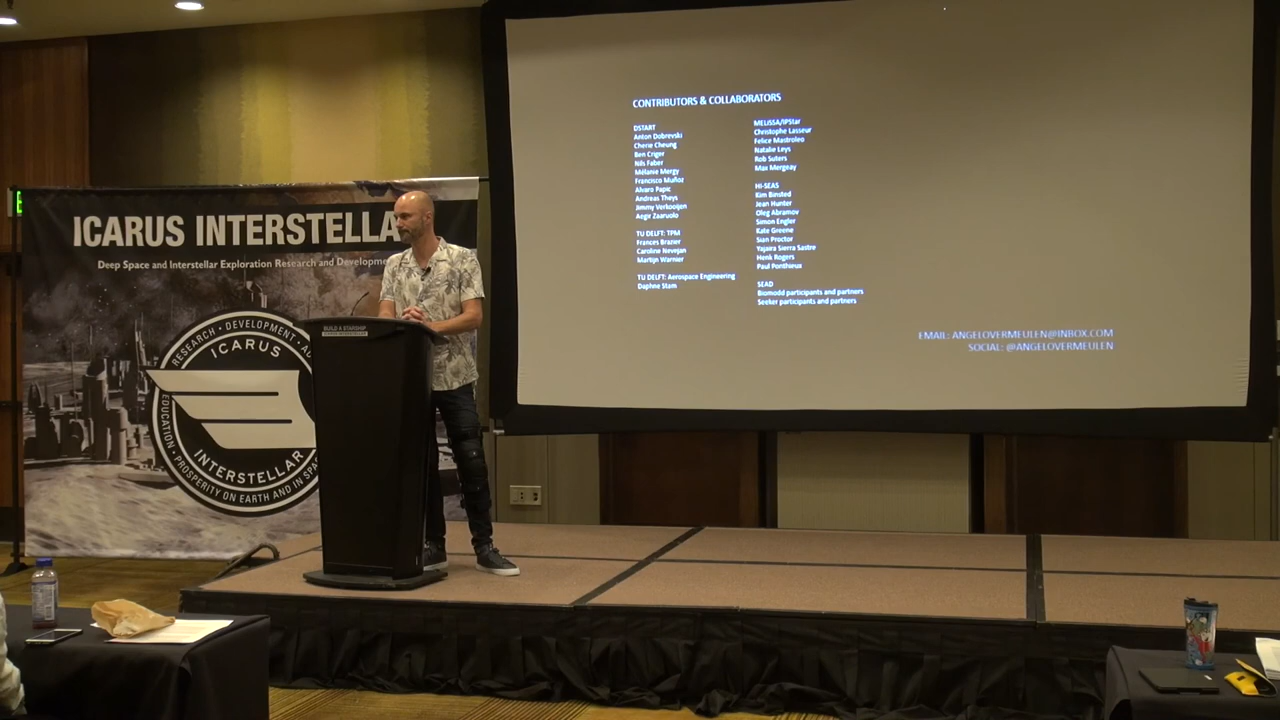 ICARUS INTERSTELLA
Deep Space and Interstellar Exploration Research and Developme
RESEARCH • DEVELOPMENT •
ICARUS
INTERSTELLAR
EDUCATION • PROSPERITY ON EARTH AND IN SPA
BUILD A STARSHIP
CONTRIBUTORS & COLLABORATORS
DSTART
Anton Dobrevski
Cherie Cheung
Ben Criger
Nils Faber
Mélanie Mergy
Francisco Muñoz
Alvaro Papic
Andreas Theys
Jimmy Verkooijen
Aogir Zaaruolo
TU DELFT: TPM
Frances Brazier
Caroline Nevejan
Martijn Warnier
TU DELFT: Aerospace Engineering
Daphne Stam
MELiSSA/IPStar
Christophe Lasseur
Felice Mastroleo
Natalie Leys
Rob Suters
Max Mergeay
HI-SEAS
Kim Binsted
Jean Hunter
Oleg Abramov
Simon Engler
Kate Greene
Sian Proctor
Yajaira Sierra Sastre
Henk Rogers
Paul Ponthieux
SEAD
Biomodd participants and partners
Seeker participants and partners
EMAIL: ANGELOVERMEULEN@INBOX.COM
SOCIAL: @ANGELOVERMEULEN